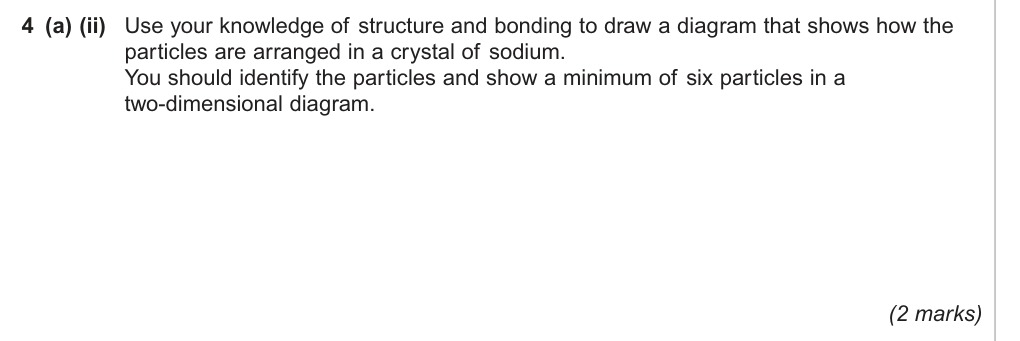 4 (a) (ii) Use your knowledge of structure and bonding to draw a diagram that shows how the
particles are arranged in a crystal of sodium.
You should identify the particles and show a minimum of six particles in a
two-dimensional diagram.
(2 marks)